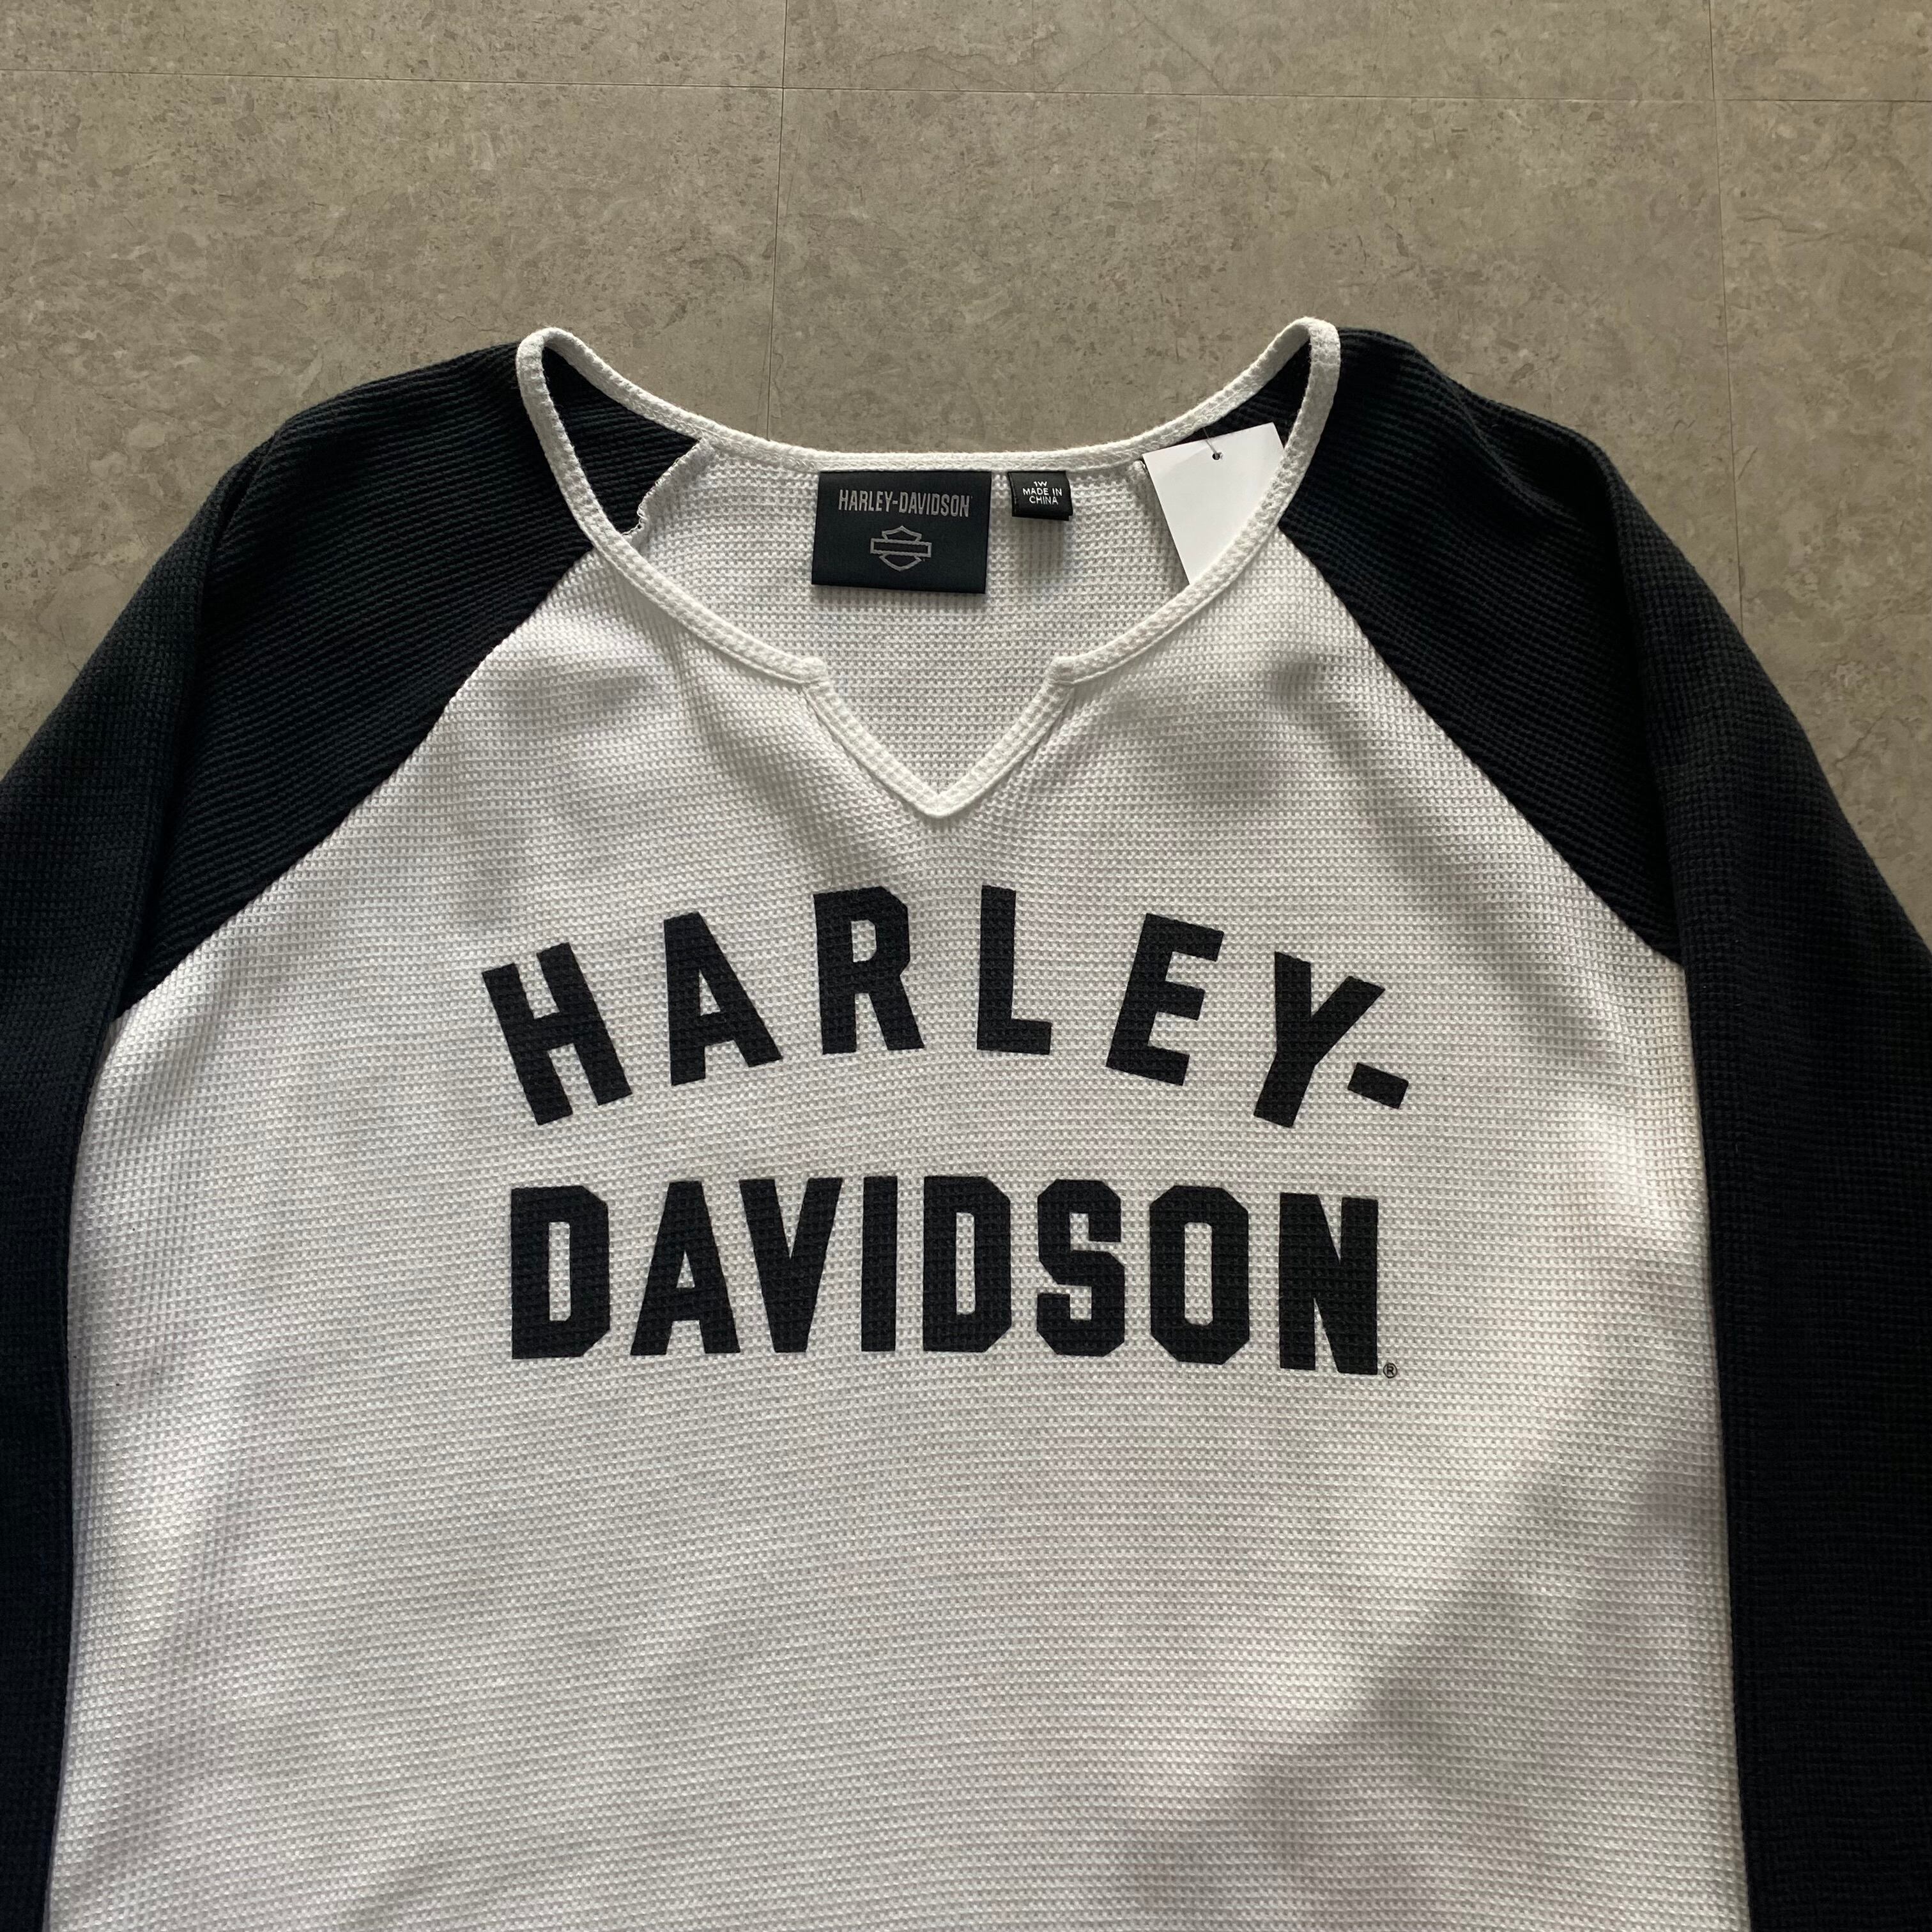 HARLEY-DAVIDSON
1W
MADE IN
CHINA
HARLEY-
DAVIDSON®